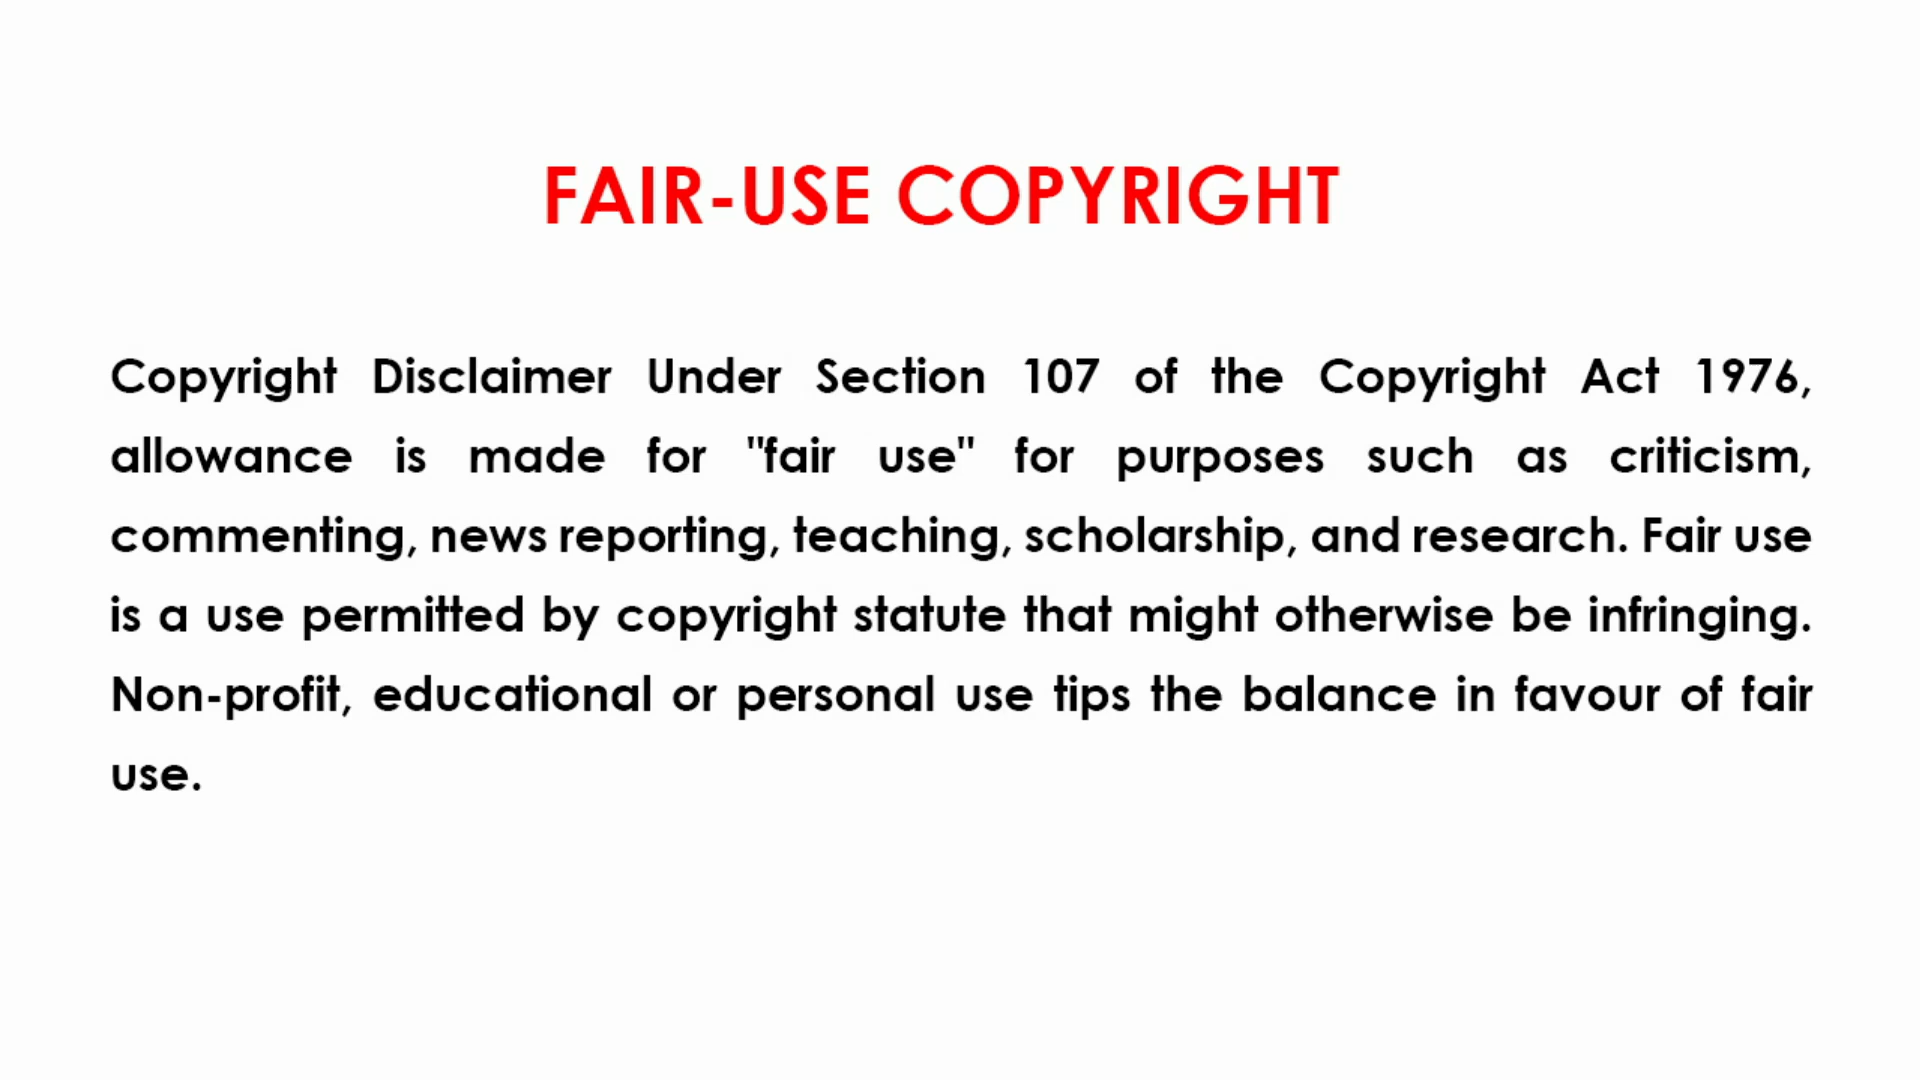 FAIR-USE COPYRIGHT
Copyright Disclaimer Under Section 107 of the Copyright Act 1976,
allowance is made for "fair use" for purposes such as criticism,
commenting, news reporting, teaching, scholarship, and research. Fair use
is a use permitted by copyright statute that might otherwise be infringing.
Non-profit, educational or personal use tips the balance in favour of fair
use.